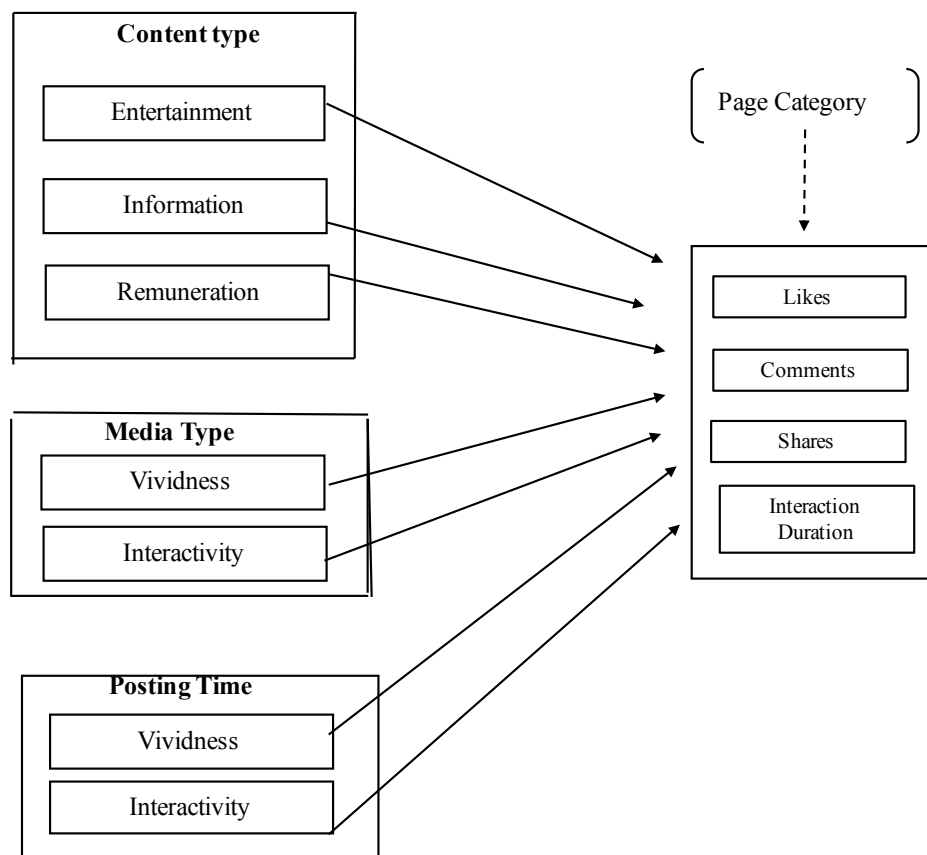 Content type
Entertainment
Information
Remuneration
Media Type
Vividness
Interactivity
Posting Time
Vividness
Interactivity
Page Category
Likes
Comments
Shares
Interaction
Duration